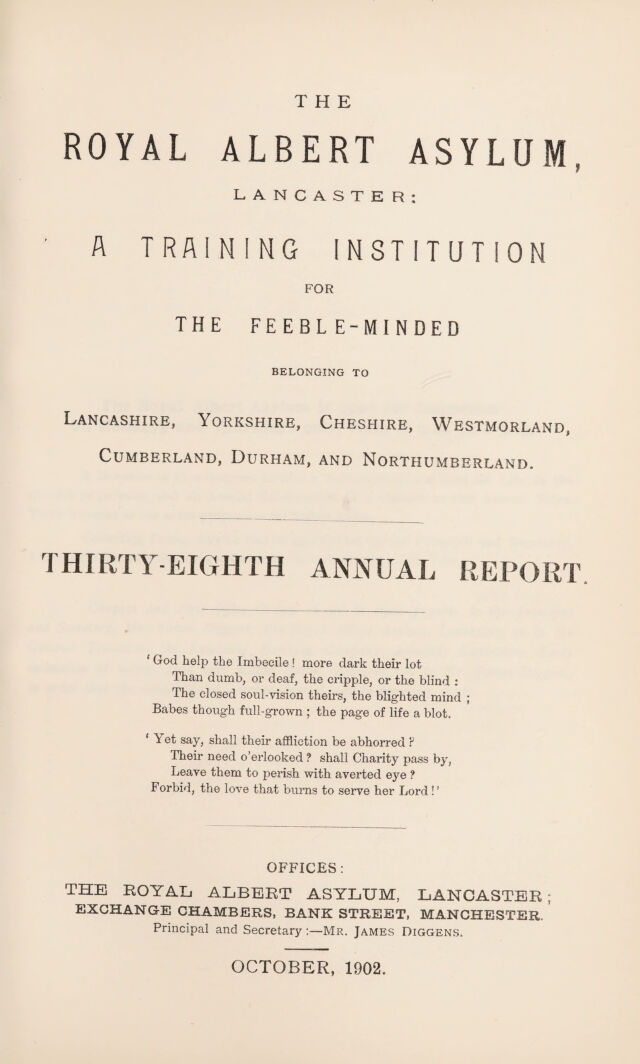 THE
ROYAL ALBERT ASYLUM,
LANCASTER:
A TRAINING INSTITUTION
FOR
THE FEEBLE-MINDED
BELONGING TO
LANCASHIRE, YORKSHIRE, CHESHIRE, WESTMORLAND,
CUMBERLAND, DURHAM, AND NORTHUMBERLAND.
THIRTY-EIGHTH ANNUAL REPORT.
‘God help the Imbecile! more dark their lot
Than dumb, or deaf, the cripple, or the blind:
The closed soul-vision theirs, the blighted mind;
Babes though full-grown; the page of life a blot.
‘Yet say, shall their affliction be abhorred?
Their need o'erlooked? shall Charity pass by,
Leave them to perish with averted eye?
Forbid, the love that burns to serve her Lord!’
OFFICES:
THE ROYAL ALBERT ASYLUM, LANCASTER;
EXCHANGE CHAMBERS, BANK STREET, MANCHESTER.
Principal and Secretary:—MR. JAMES DIGGENS.
OCTOBER, 1902.